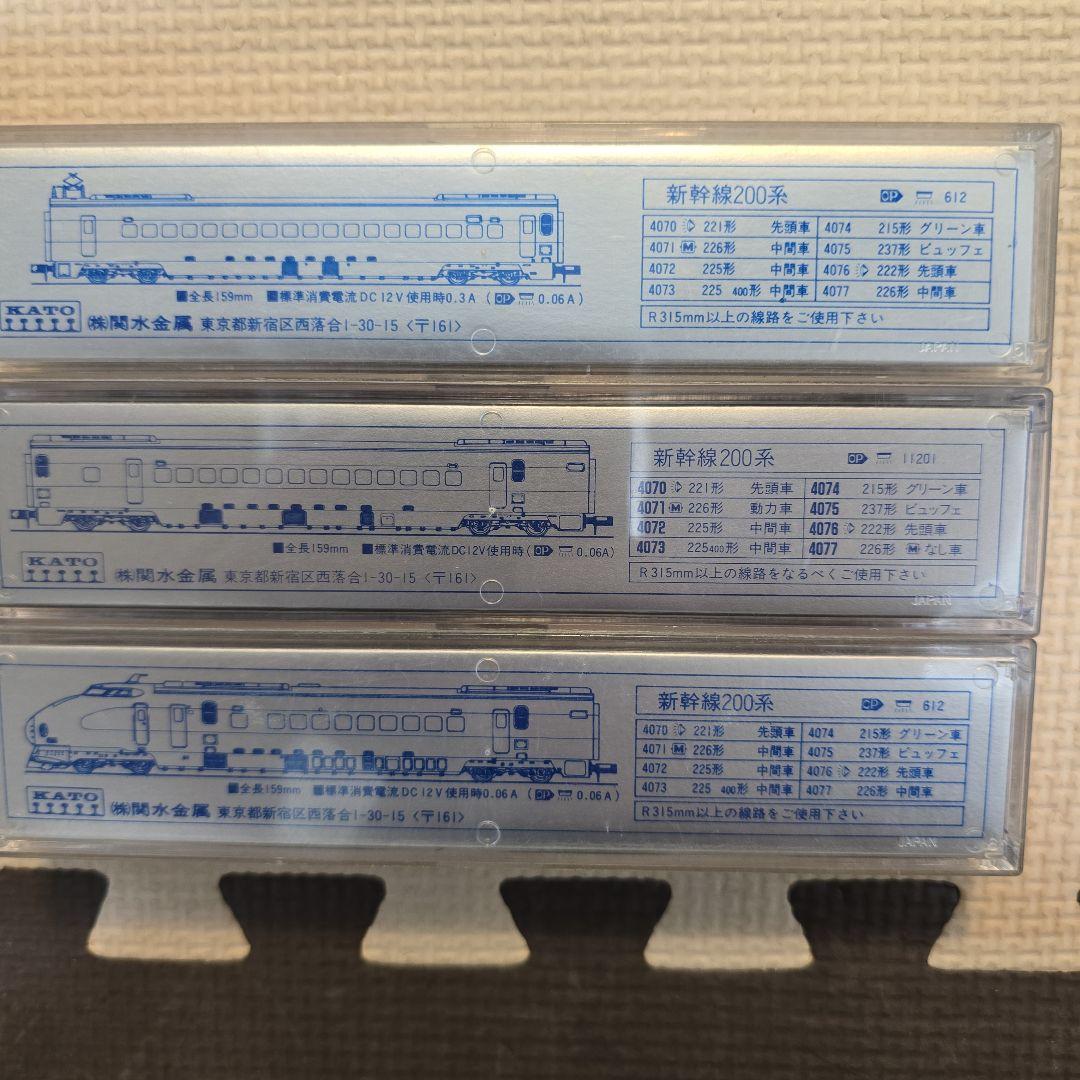 新幹線200系 OP 612
4070 221形 先頭車 4074 215形 グリーン車
4071 M 226形 中間車 4075 237形 ビュッフェ
4072 225形 中間車 4076 222形 先頭車
4073 225 400形 中間車 4077 226形 中間車
R315mm以上の線路をご使用下さい
■全長159mm ■標準消費電流DC12V使用時0.3A (OP 0.06A)
KATO
㈱関水金属 東京都新宿区西落合1-30-15〈〒161〉
JAPAN
新幹線200系 OP 11201
4070 221形 先頭車 4074 215形 グリーン車
4071 M 226形 動力車 4075 237形 ビュッフェ
4072 225形 中間車 4076 222形 先頭車
4073 225400形 中間車 4077 226形 Mなし車
R315mm以上の線路をなるべくご使用下さい
■全長159mm ■標準消費電流DC12V使用時(OP 0.06A)
KATO
㈱関水金属 東京都新宿区西落合1-30-15〈〒161〉
JAPAN
新幹線200系 OP 612
4070 221形 先頭車 4074 215形 グリーン車
4071 M 226形 中間車 4075 237形 ビュッフェ
4072 225形 中間車 4076 222形 先頭車
4073 225 400形 中間車 4077 226形 中間車
R315mm以上の線路をご使用下さい
■全長159mm ■標準消費電流DC12V使用時0.06A (OP 0.06A)
KATO
㈱関水金属 東京都新宿区西落合1-30-15〈〒161〉
JAPAN